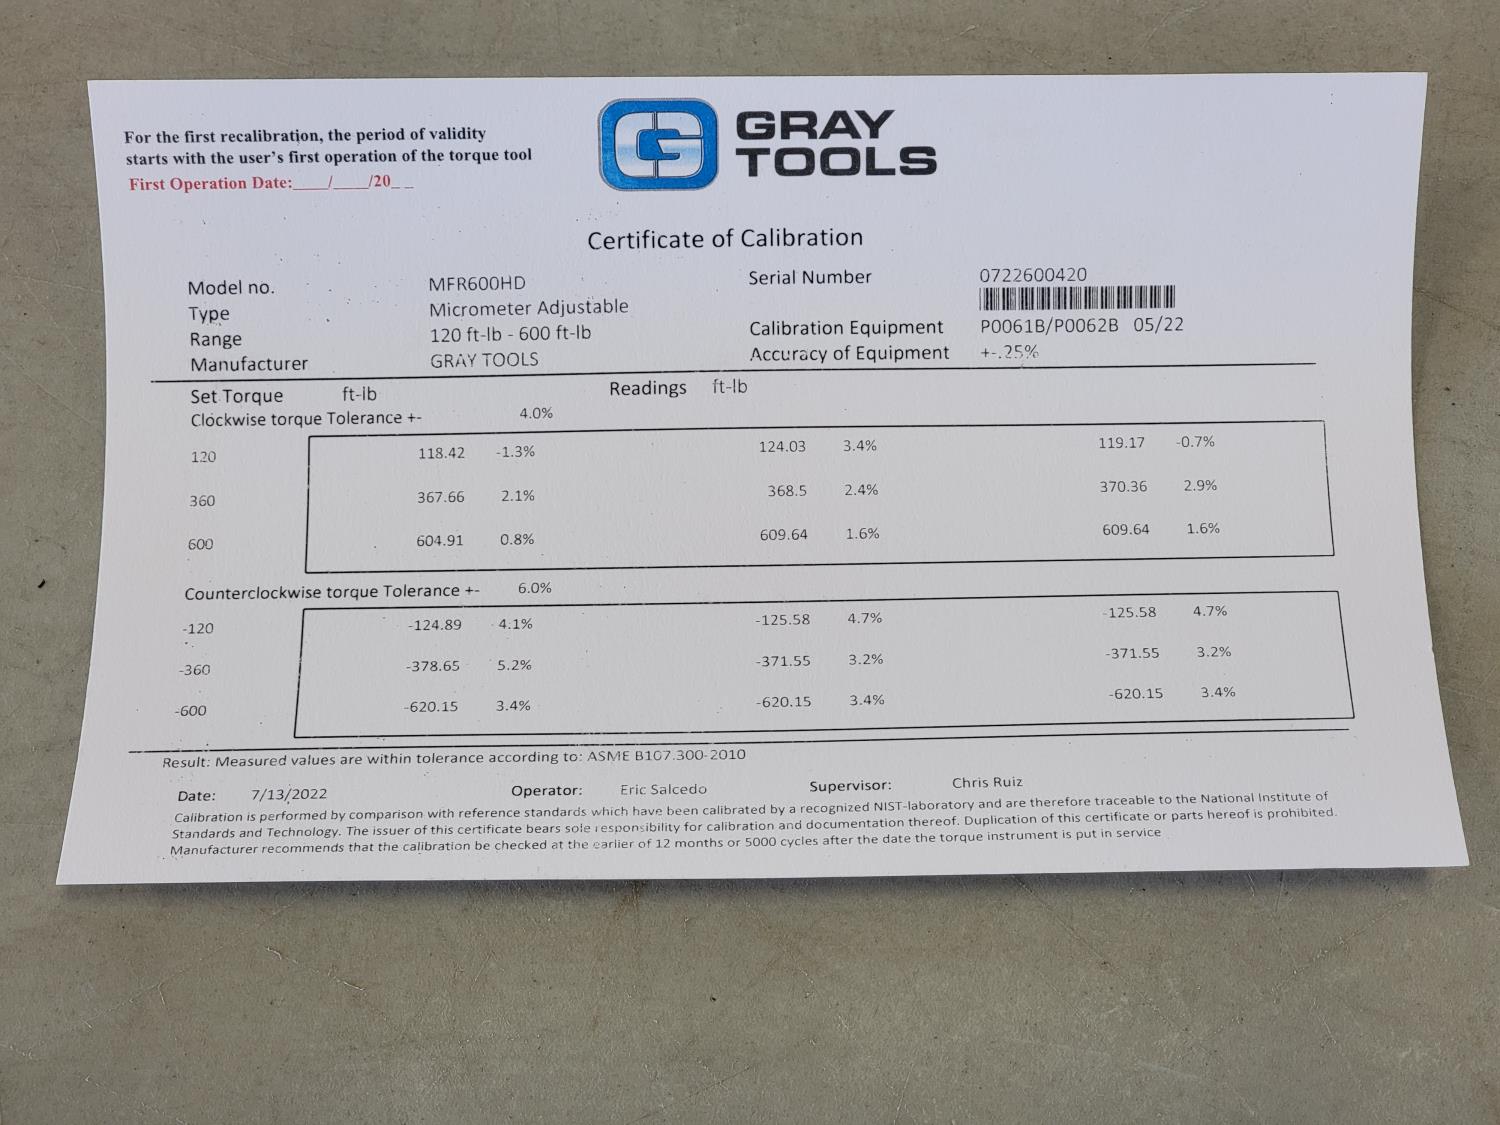 For the first recalibration, the period of validity
starts with the user's first operation of the torque tool
First Operation Date:____/____/20_ _
GRAY
TOOLS
Certificate of Calibration
Model no. MFR600HD Serial Number 0722600420
Type Micrometer Adjustable
Range 120 ft-lb - 600 ft-lb Calibration Equipment P0061B/P0062B 05/22
Manufacturer GRAY TOOLS Accuracy of Equipment +-.25%
Set Torque ft-lb Readings ft-lb
Clockwise torque Tolerance +- 4.0%
120 118.42 -1.3% 124.03 3.4% 119.17 -0.7%
360 367.66 2.1% 368.5 2.4% 370.36 2.9%
600 604.91 0.8% 609.64 1.6% 609.64 1.6%
Counterclockwise torque Tolerance +- 6.0%
-120 -124.89 4.1% -125.58 4.7% -125.58 4.7%
-360 -378.65 5.2% -371.55 3.2% -371.55 3.2%
-600 -620.15 3.4% -620.15 3.4% -620.15 3.4%
Result: Measured values are within tolerance according to: ASME B107.300-2010
Date: 7/13/2022 Operator: Eric Salcedo Supervisor: Chris Ruiz
Calibration is performed by comparison with reference standards which have been calibrated by a recognized NIST-laboratory and are therefore traceable to the National Institute of
Standards and Technology. The issuer of this certificate bears sole responsibility for calibration and documentation thereof. Duplication of this certificate or parts hereof is prohibited.
Manufacturer recommends that the calibration be checked at the earlier of 12 months or 5000 cycles after the date the torque instrument is put in service